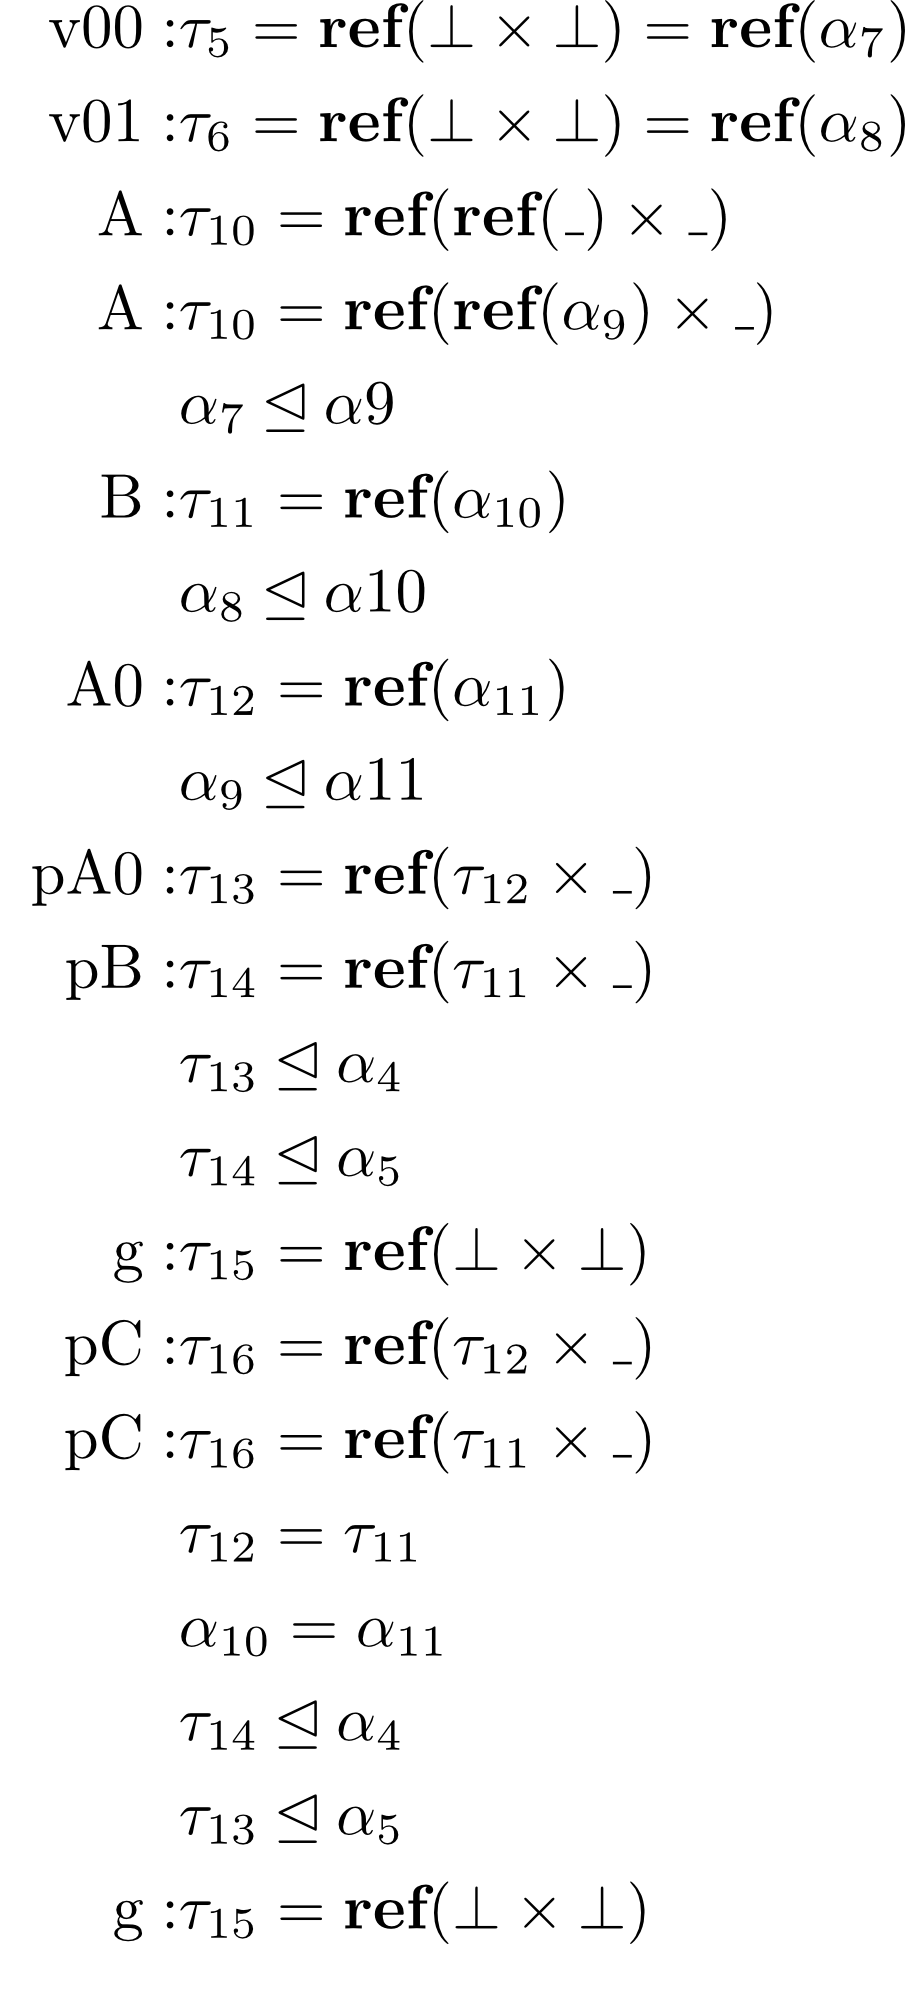 v00 :τ₅ = ref(⊥ × ⊥) = ref(α₇)
v01 :τ₆ = ref(⊥ × ⊥) = ref(α₈)
A :τ₁₀ = ref(ref(_) × _)
A :τ₁₀ = ref(ref(α₉) × _)
α₇ ⊴ α9
B :τ₁₁ = ref(α₁₀)
α₈ ⊴ α10
A0 :τ₁₂ = ref(α₁₁)
α₉ ⊴ α11
pA0 :τ₁₃ = ref(τ₁₂ × _)
pB :τ₁₄ = ref(τ₁₁ × _)
τ₁₃ ⊴ α₄
τ₁₄ ⊴ α₅
g :τ₁₅ = ref(⊥ × ⊥)
pC :τ₁₆ = ref(τ₁₂ × _)
pC :τ₁₆ = ref(τ₁₁ × _)
τ₁₂ = τ₁₁
α₁₀ = α₁₁
τ₁₄ ⊴ α₄
τ₁₃ ⊴ α₅
g :τ₁₅ = ref(⊥ × ⊥)